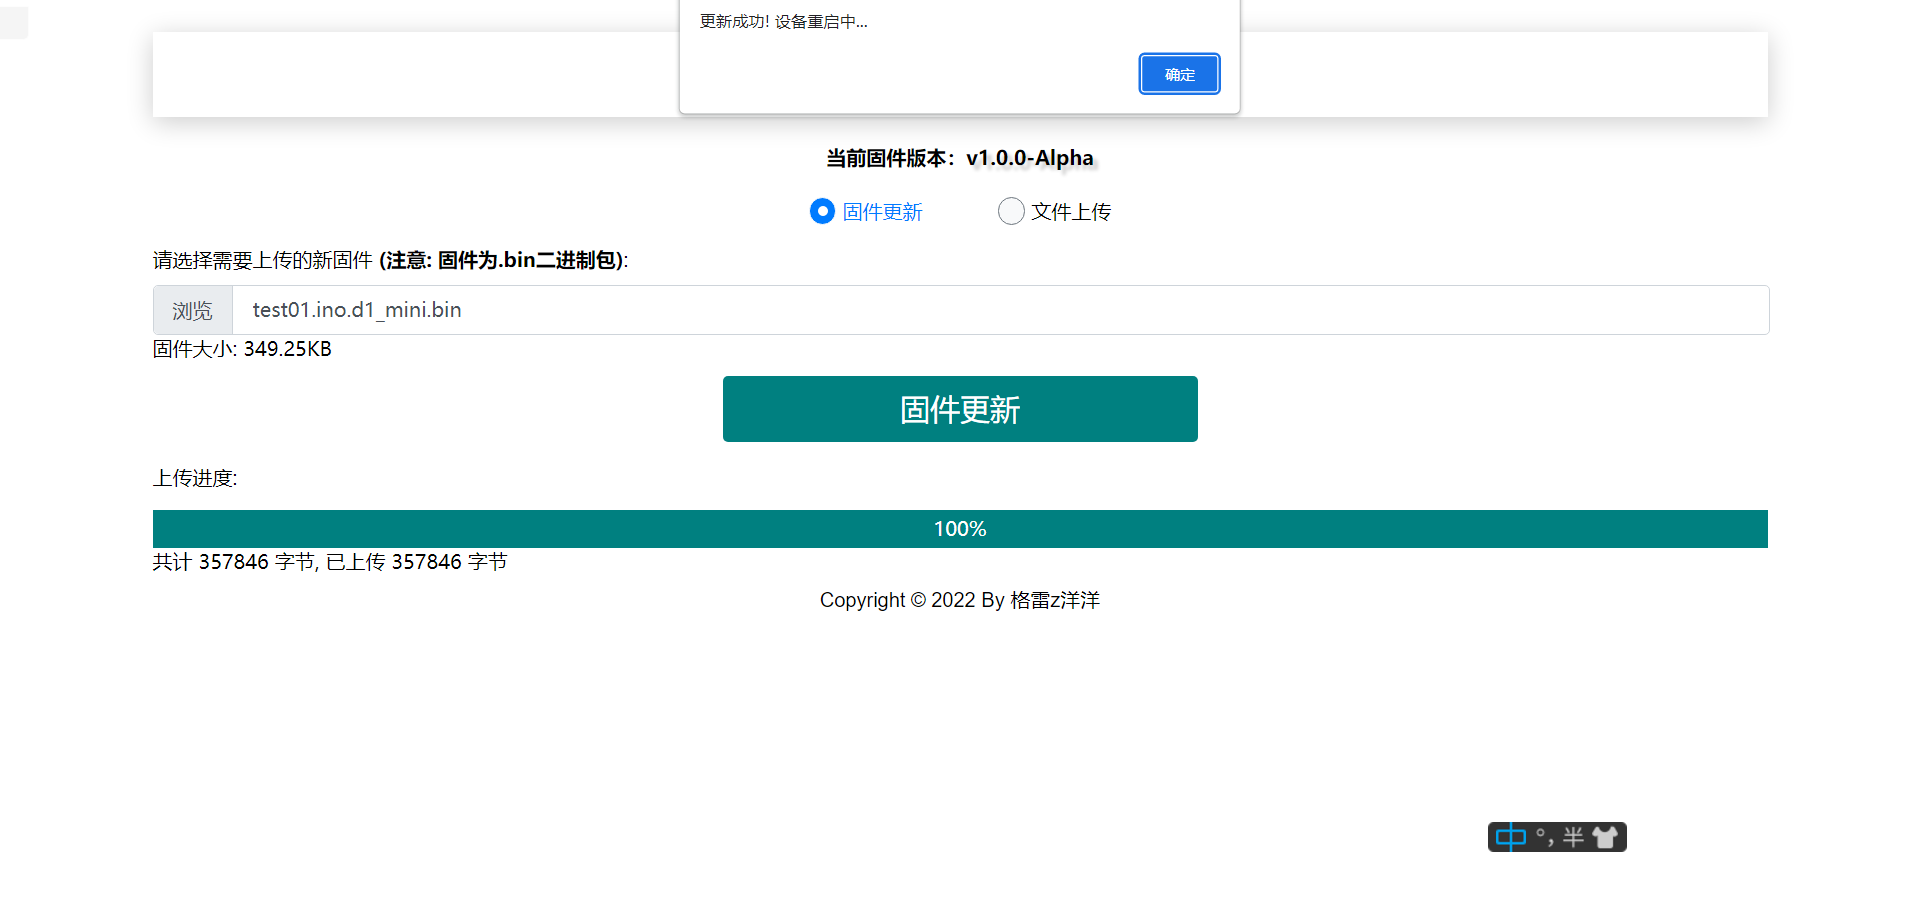 更新成功! 设备重启中...
确定
当前固件版本：v1.0.0-Alpha
固件更新 文件上传
请选择需要上传的新固件 (注意: 固件为.bin二进制包):
浏览 test01.ino.d1_mini.bin
固件大小: 349.25KB
固件更新
上传进度:
100%
共计 357846 字节, 已上传 357846 字节
Copyright © 2022 By 格雷z洋洋
中 °, 半